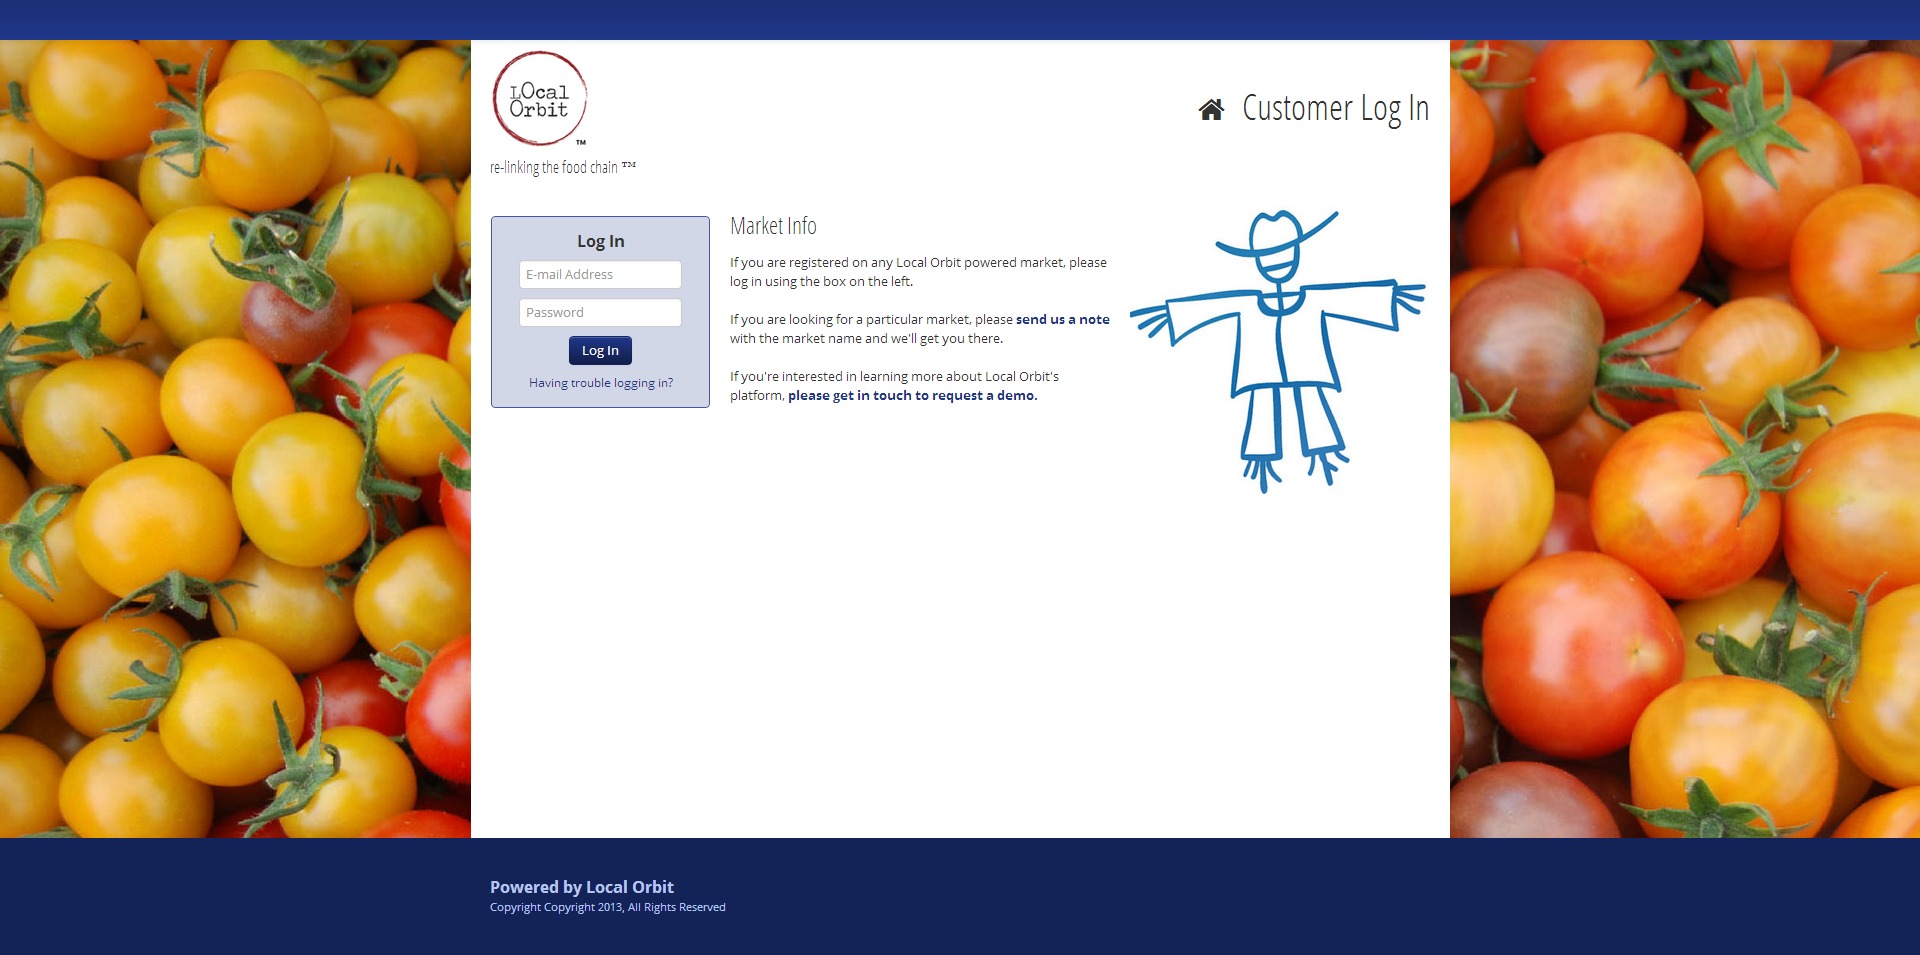 LOcal
Orbit
TM
re-linking the food chain ™
Customer Log In
Log In
E-mail Address
Password
Log In
Having trouble logging in?
Market Info
If you are registered on any Local Orbit powered market, please
log in using the box on the left.
If you are looking for a particular market, please send us a note
with the market name and we'll get you there.
If you're interested in learning more about Local Orbit's
platform, please get in touch to request a demo.
Powered by Local Orbit
Copyright Copyright 2013, All Rights Reserved